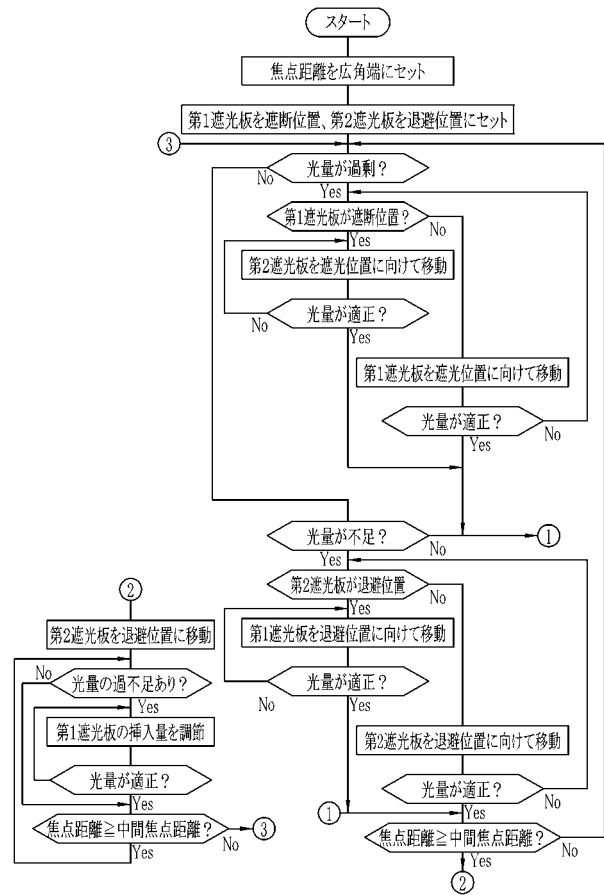 スタート
焦点距離を広角端にセット
第1遮光板を遮断位置、第2遮光板を退避位置にセット
③
光量が過剰?
No
Yes
第1遮光板が遮断位置?
No
Yes
第2遮光板を遮光位置に向けて移動
光量が適正?
No
Yes
第1遮光板を遮光位置に向けて移動
光量が適正?
No
Yes
光量が不足?
No
①
Yes
第2遮光板が退避位置
No
Yes
第1遮光板を退避位置に向けて移動
光量が適正?
No
Yes
第2遮光板を退避位置に向けて移動
光量が適正?
No
Yes
①
焦点距離≧中間焦点距離?
No
Yes
②
②
第2遮光板を退避位置に移動
No
光量の過不足あり?
Yes
第1遮光板の挿入量を調節
光量が適正?
Yes
焦点距離≧中間焦点距離?
No
③
Yes